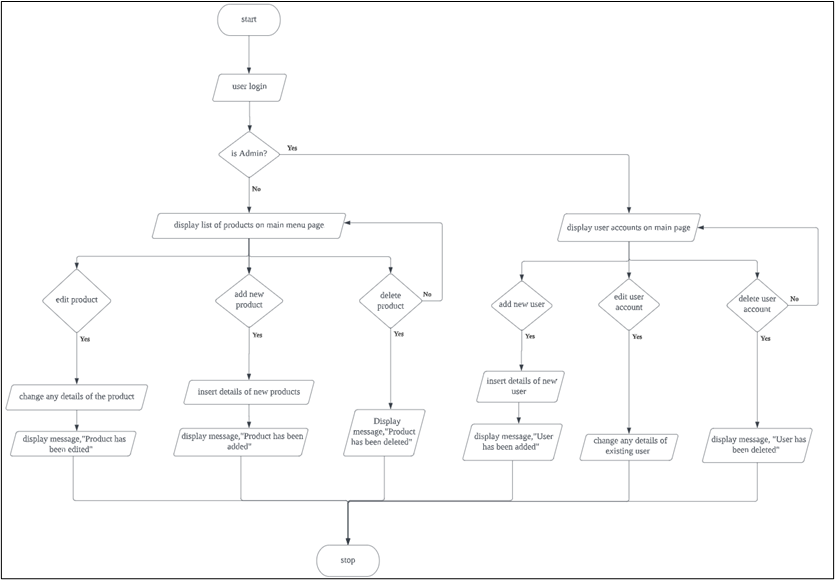 start
user login
is Admin?
Yes
No
display list of products on main menu page
display user accounts on main page
edit product
add new
product
delete
product
No
add new user
edit user
account
delete user
account
No
Yes
Yes
Yes
Yes
Yes
Yes
change any details of the product
insert details of new products
Display
message,"Product
has been deleted"
insert details of new
user
display message,"Product has
been edited"
display message,"Product has been
added"
display message,"User
has been added"
change any details of
existing user
display message, "User has
been deleted"
stop